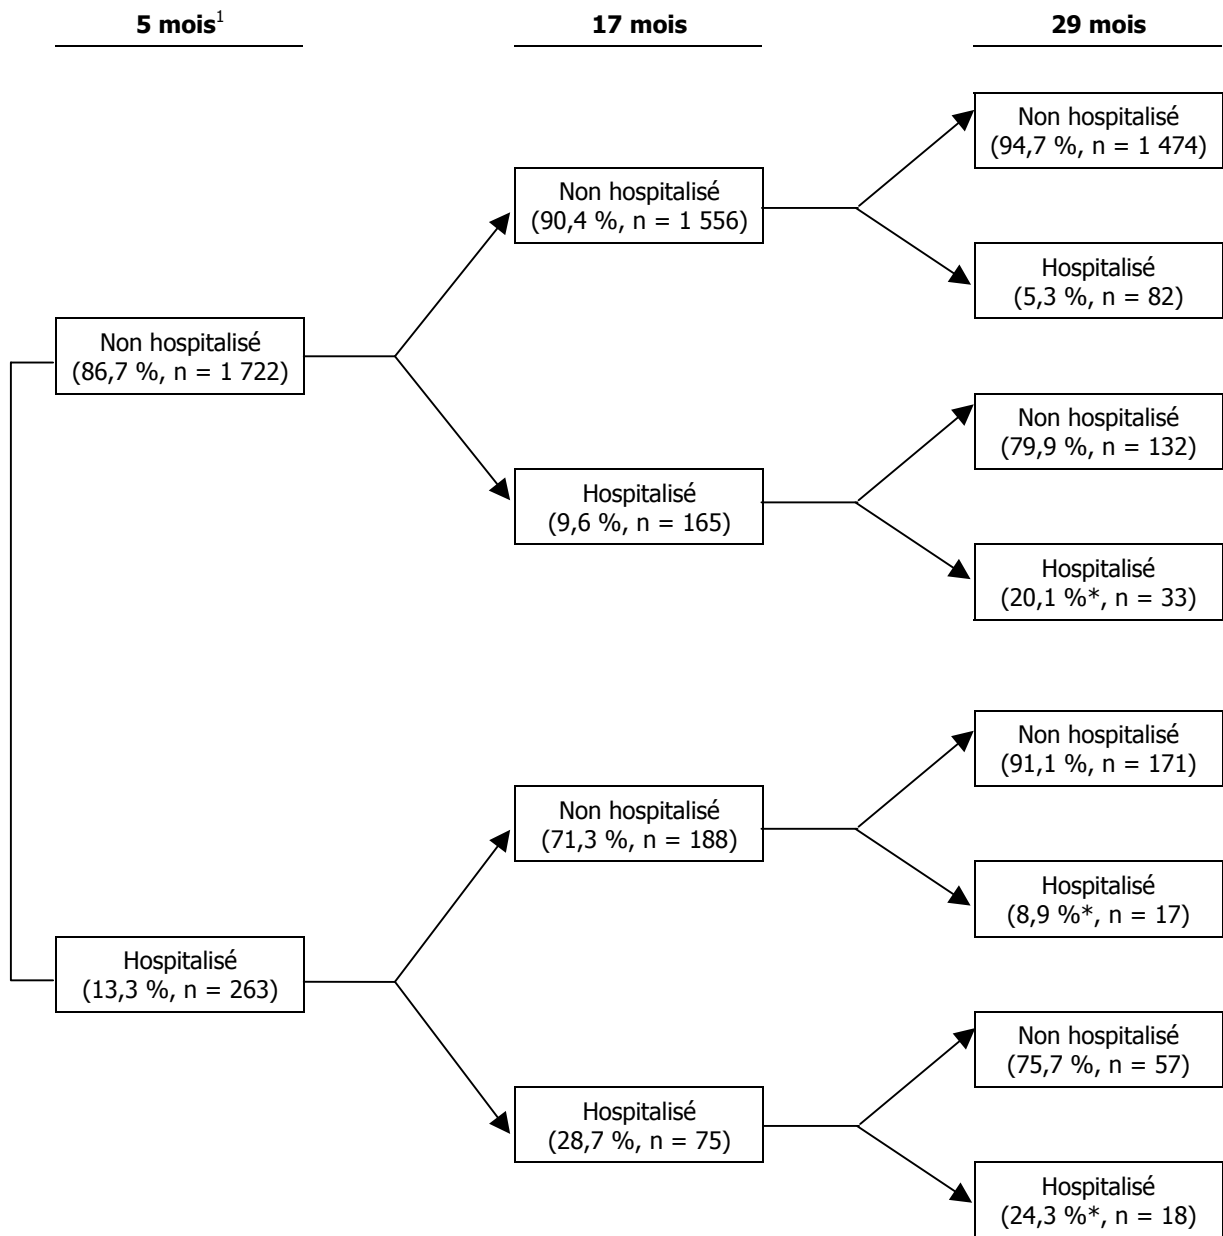 5 mois¹
17 mois
29 mois
Non hospitalisé
(94,7 %, n = 1 474)
Non hospitalisé
(90,4 %, n = 1 556)
Hospitalisé
(5,3 %, n = 82)
Non hospitalisé
(86,7 %, n = 1 722)
Non hospitalisé
(79,9 %, n = 132)
Hospitalisé
(9,6 %, n = 165)
Hospitalisé
(20,1 %*, n = 33)
Non hospitalisé
(91,1 %, n = 171)
Non hospitalisé
(71,3 %, n = 188)
Hospitalisé
(8,9 %*, n = 17)
Hospitalisé
(13,3 %, n = 263)
Non hospitalisé
(75,7 %, n = 57)
Hospitalisé
(28,7 %, n = 75)
Hospitalisé
(24,3 %*, n = 18)